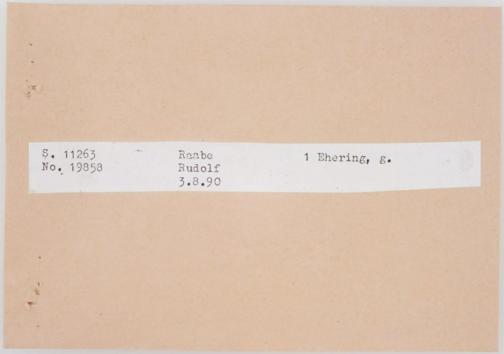 S. 11263 Raabe 1 Ehering, g.
No. 19858 Rudolf
3.8.90